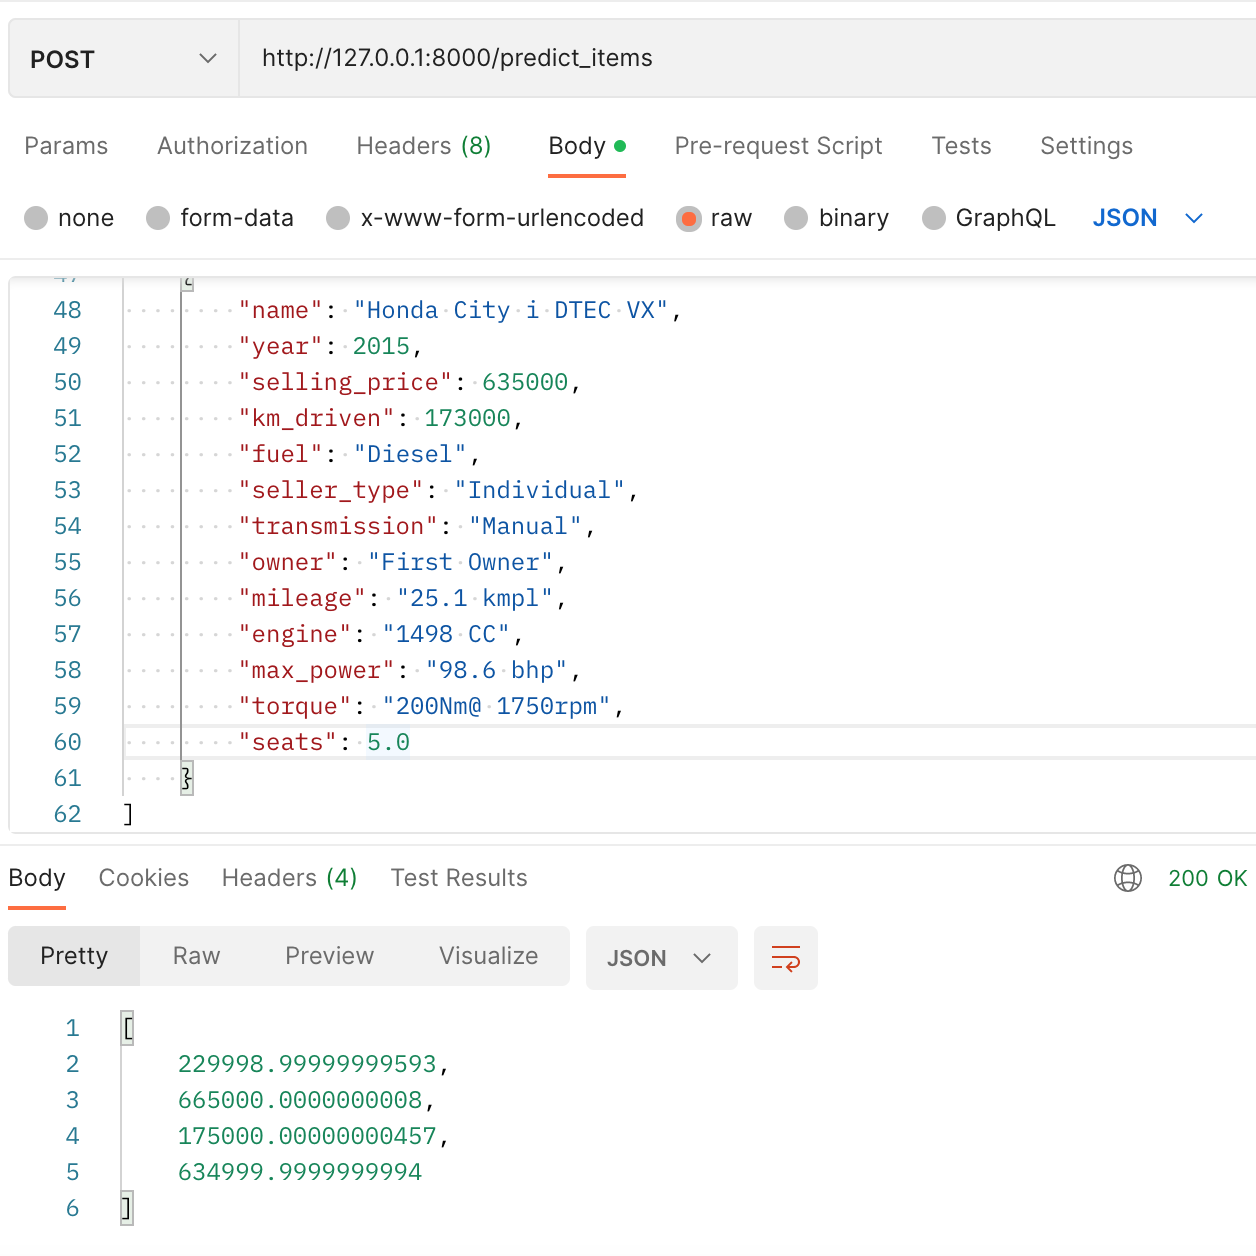 POST http://127.0.0.1:8000/predict_items
Params Authorization Headers (8) Body Pre-request Script Tests Settings
none form-data x-www-form-urlencoded raw binary GraphQL JSON
47 {
48 "name": "Honda City i DTEC VX",
49 "year": 2015,
50 "selling_price": 635000,
51 "km_driven": 173000,
52 "fuel": "Diesel",
53 "seller_type": "Individual",
54 "transmission": "Manual",
55 "owner": "First Owner",
56 "mileage": "25.1 kmpl",
57 "engine": "1498 CC",
58 "max_power": "98.6 bhp",
59 "torque": "200Nm@ 1750rpm",
60 "seats": 5.0
61 }
62 ]
Body Cookies Headers (4) Test Results 200 OK
Pretty Raw Preview Visualize JSON
1 [
2 229998.99999999593,
3 665000.0000000008,
4 175000.00000000457,
5 634999.9999999994
6 ]